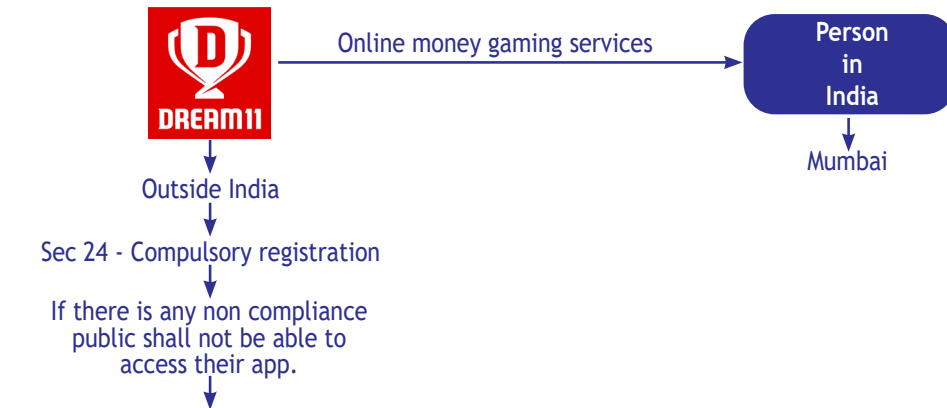 D
DREAM11
Online money gaming services
Person
in
India
Outside India
Mumbai
Sec 24 - Compulsory registration
If there is any non compliance
public shall not be able to
access their app.